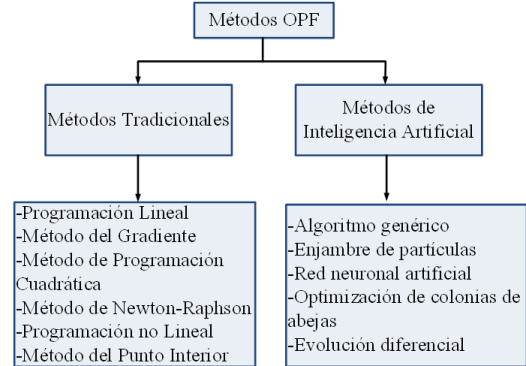 Métodos OPF
Métodos Tradicionales
Métodos de
Inteligencia Artificial
-Programación Lineal
-Método del Gradiente
-Método de Programación
Cuadrática
-Método de Newton-Raphson
-Programación no Lineal
-Método del Punto Interior
-Algoritmo genérico
-Enjambre de partículas
-Red neuronal artificial
-Optimización de colonias de
abejas
-Evolución diferencial